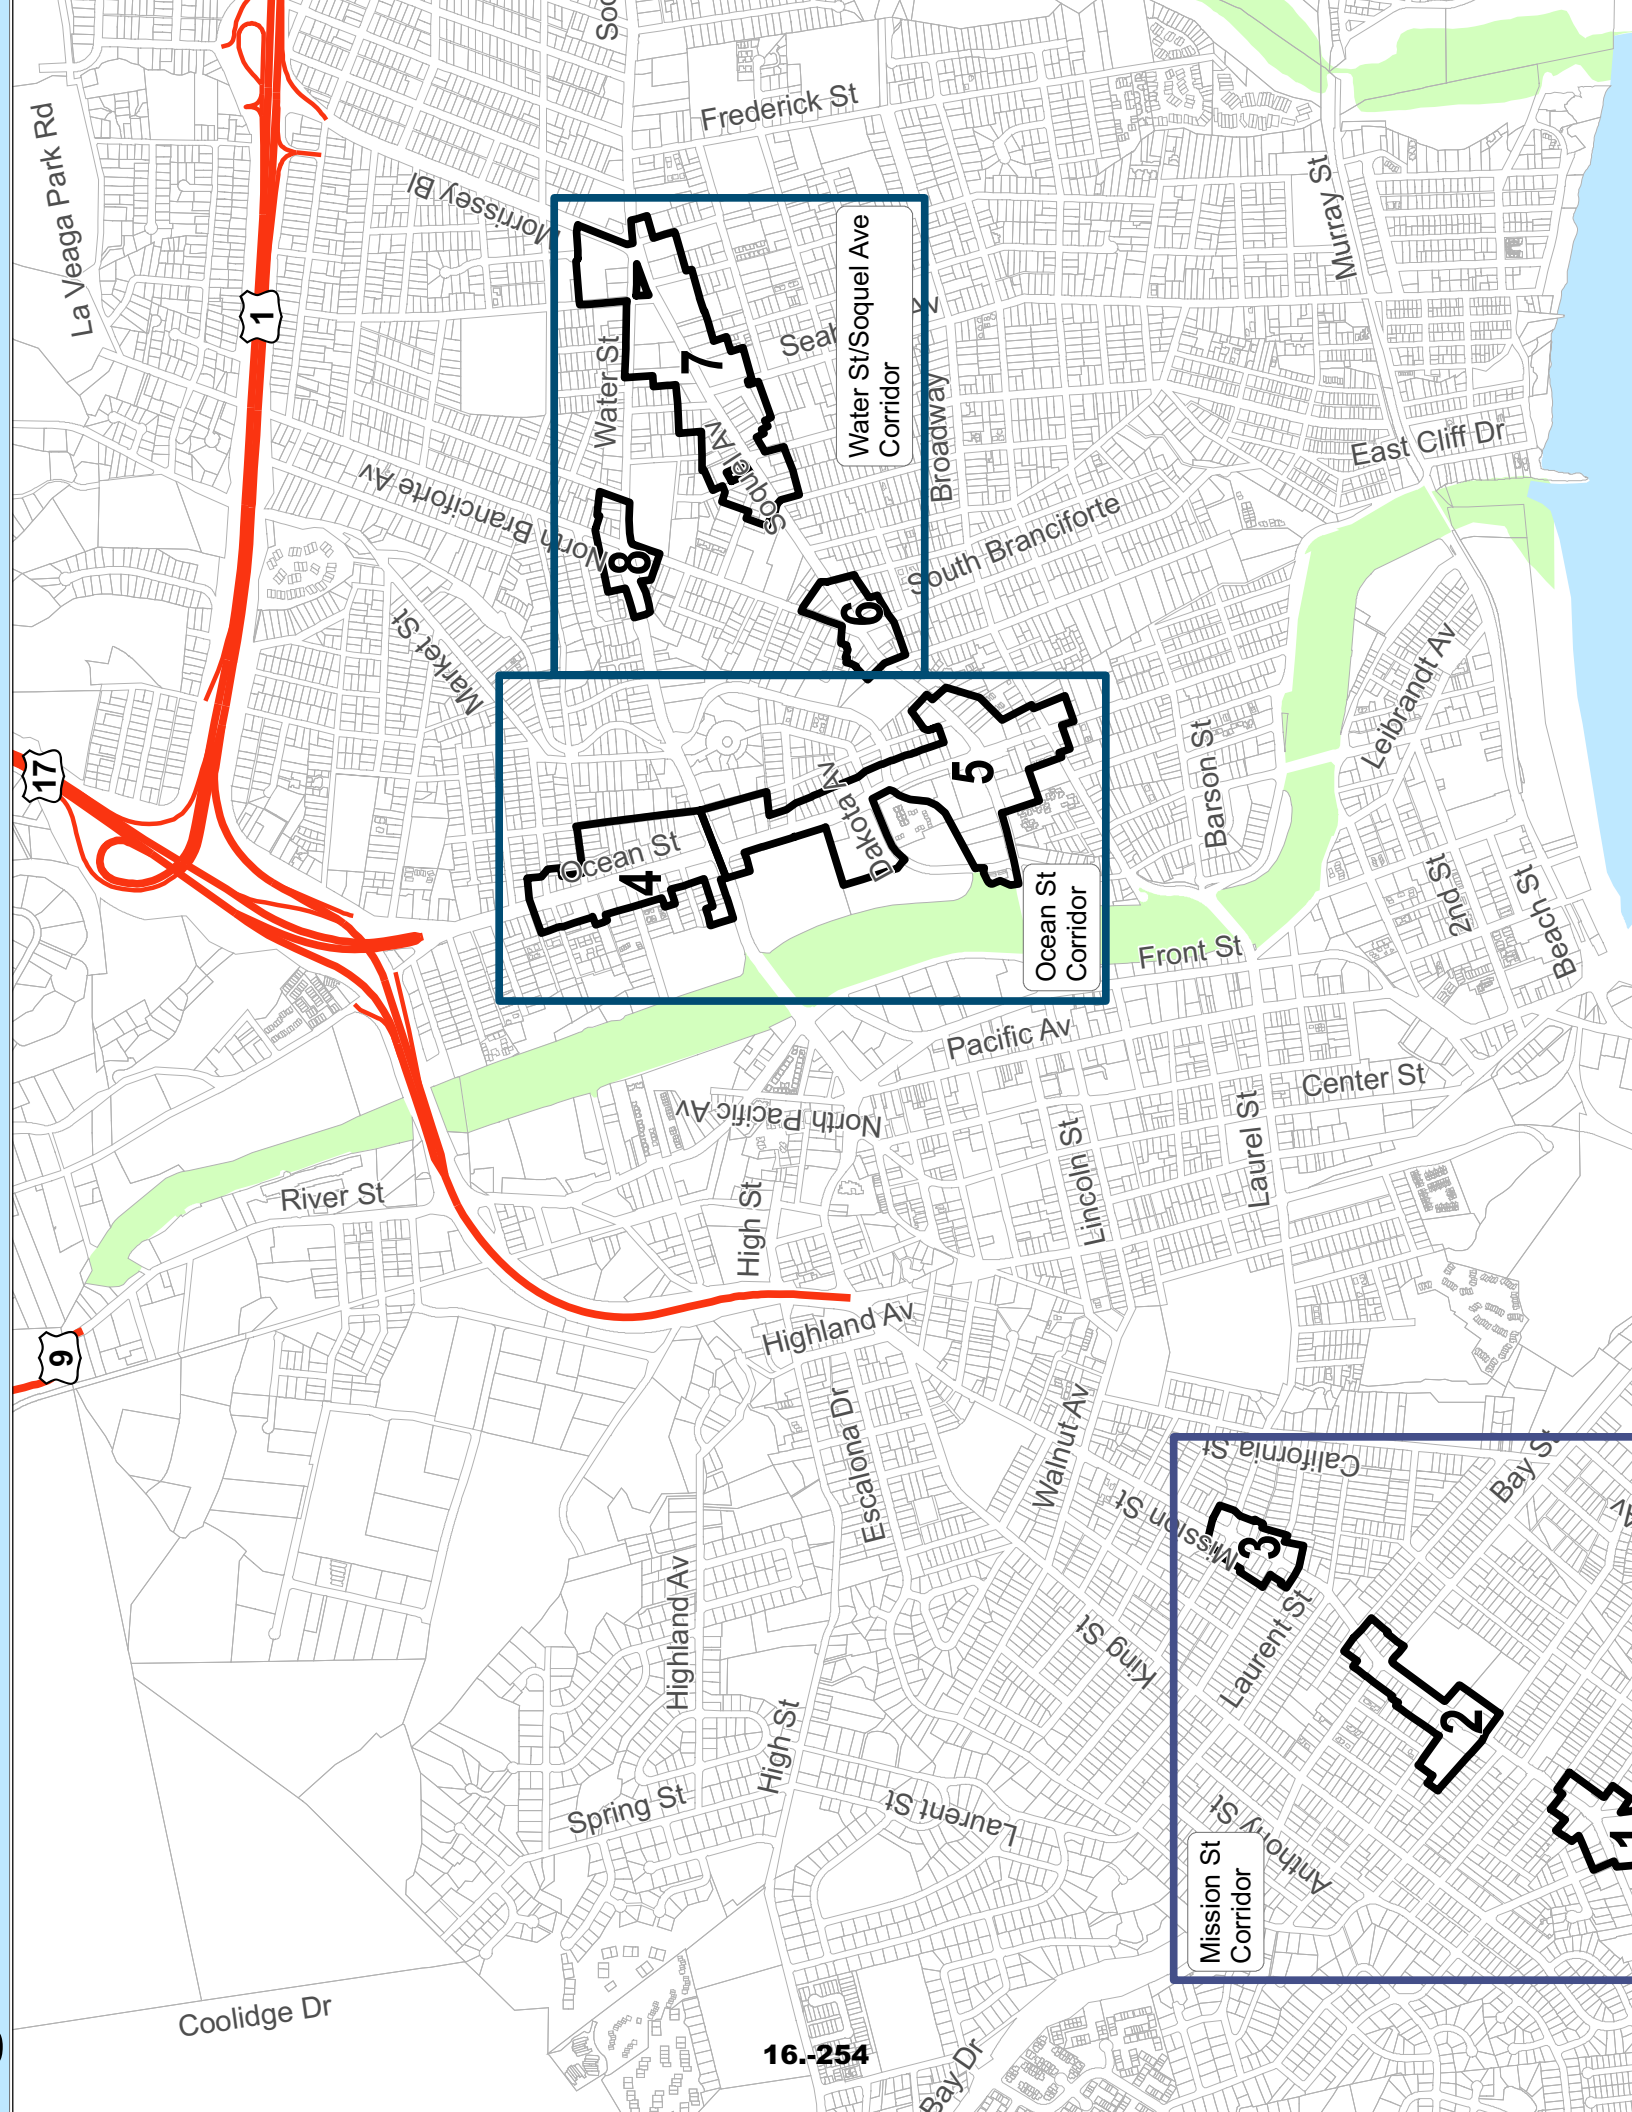 La Veaga Park Rd
Frederick St
Morrissey Bl
Murray St
1
Water St
Water St/Soquel Ave
Corridor
7
Soquel Av
Broadway
East Cliff Dr
North Branciforte Av
8
6
South Branciforte
Market St
17
Leibrandt Av
Barson St
Dakota Av
5
Ocean St
4
Ocean St
Corridor
Front St
2nd St
Beach St
Pacific Av
Center St
North Pacific Av
Lincoln St
Laurel St
River St
High St
Highland Av
9
Escalona Dr
Walnut Av
California St
Bay St
Mission St
3
Laurent St
King St
Highland Av
High St
2
Spring St
Laurent St
Anthony St
1
Mission St
Corridor
Coolidge Dr
Bay Dr
16.-254
Av